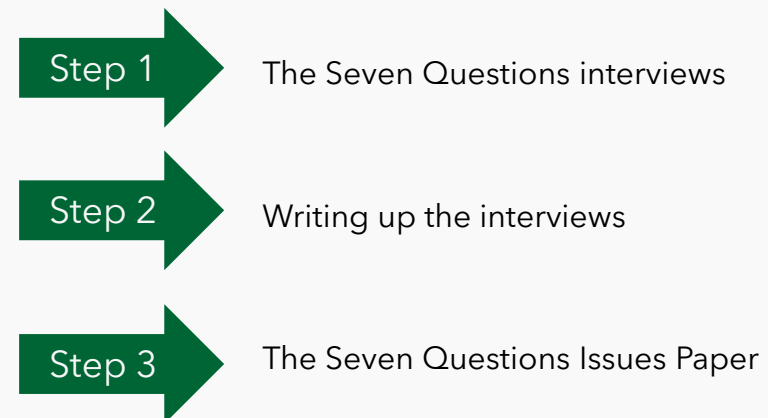 Step 1 The Seven Questions interviews
Step 2 Writing up the interviews
Step 3 The Seven Questions Issues Paper